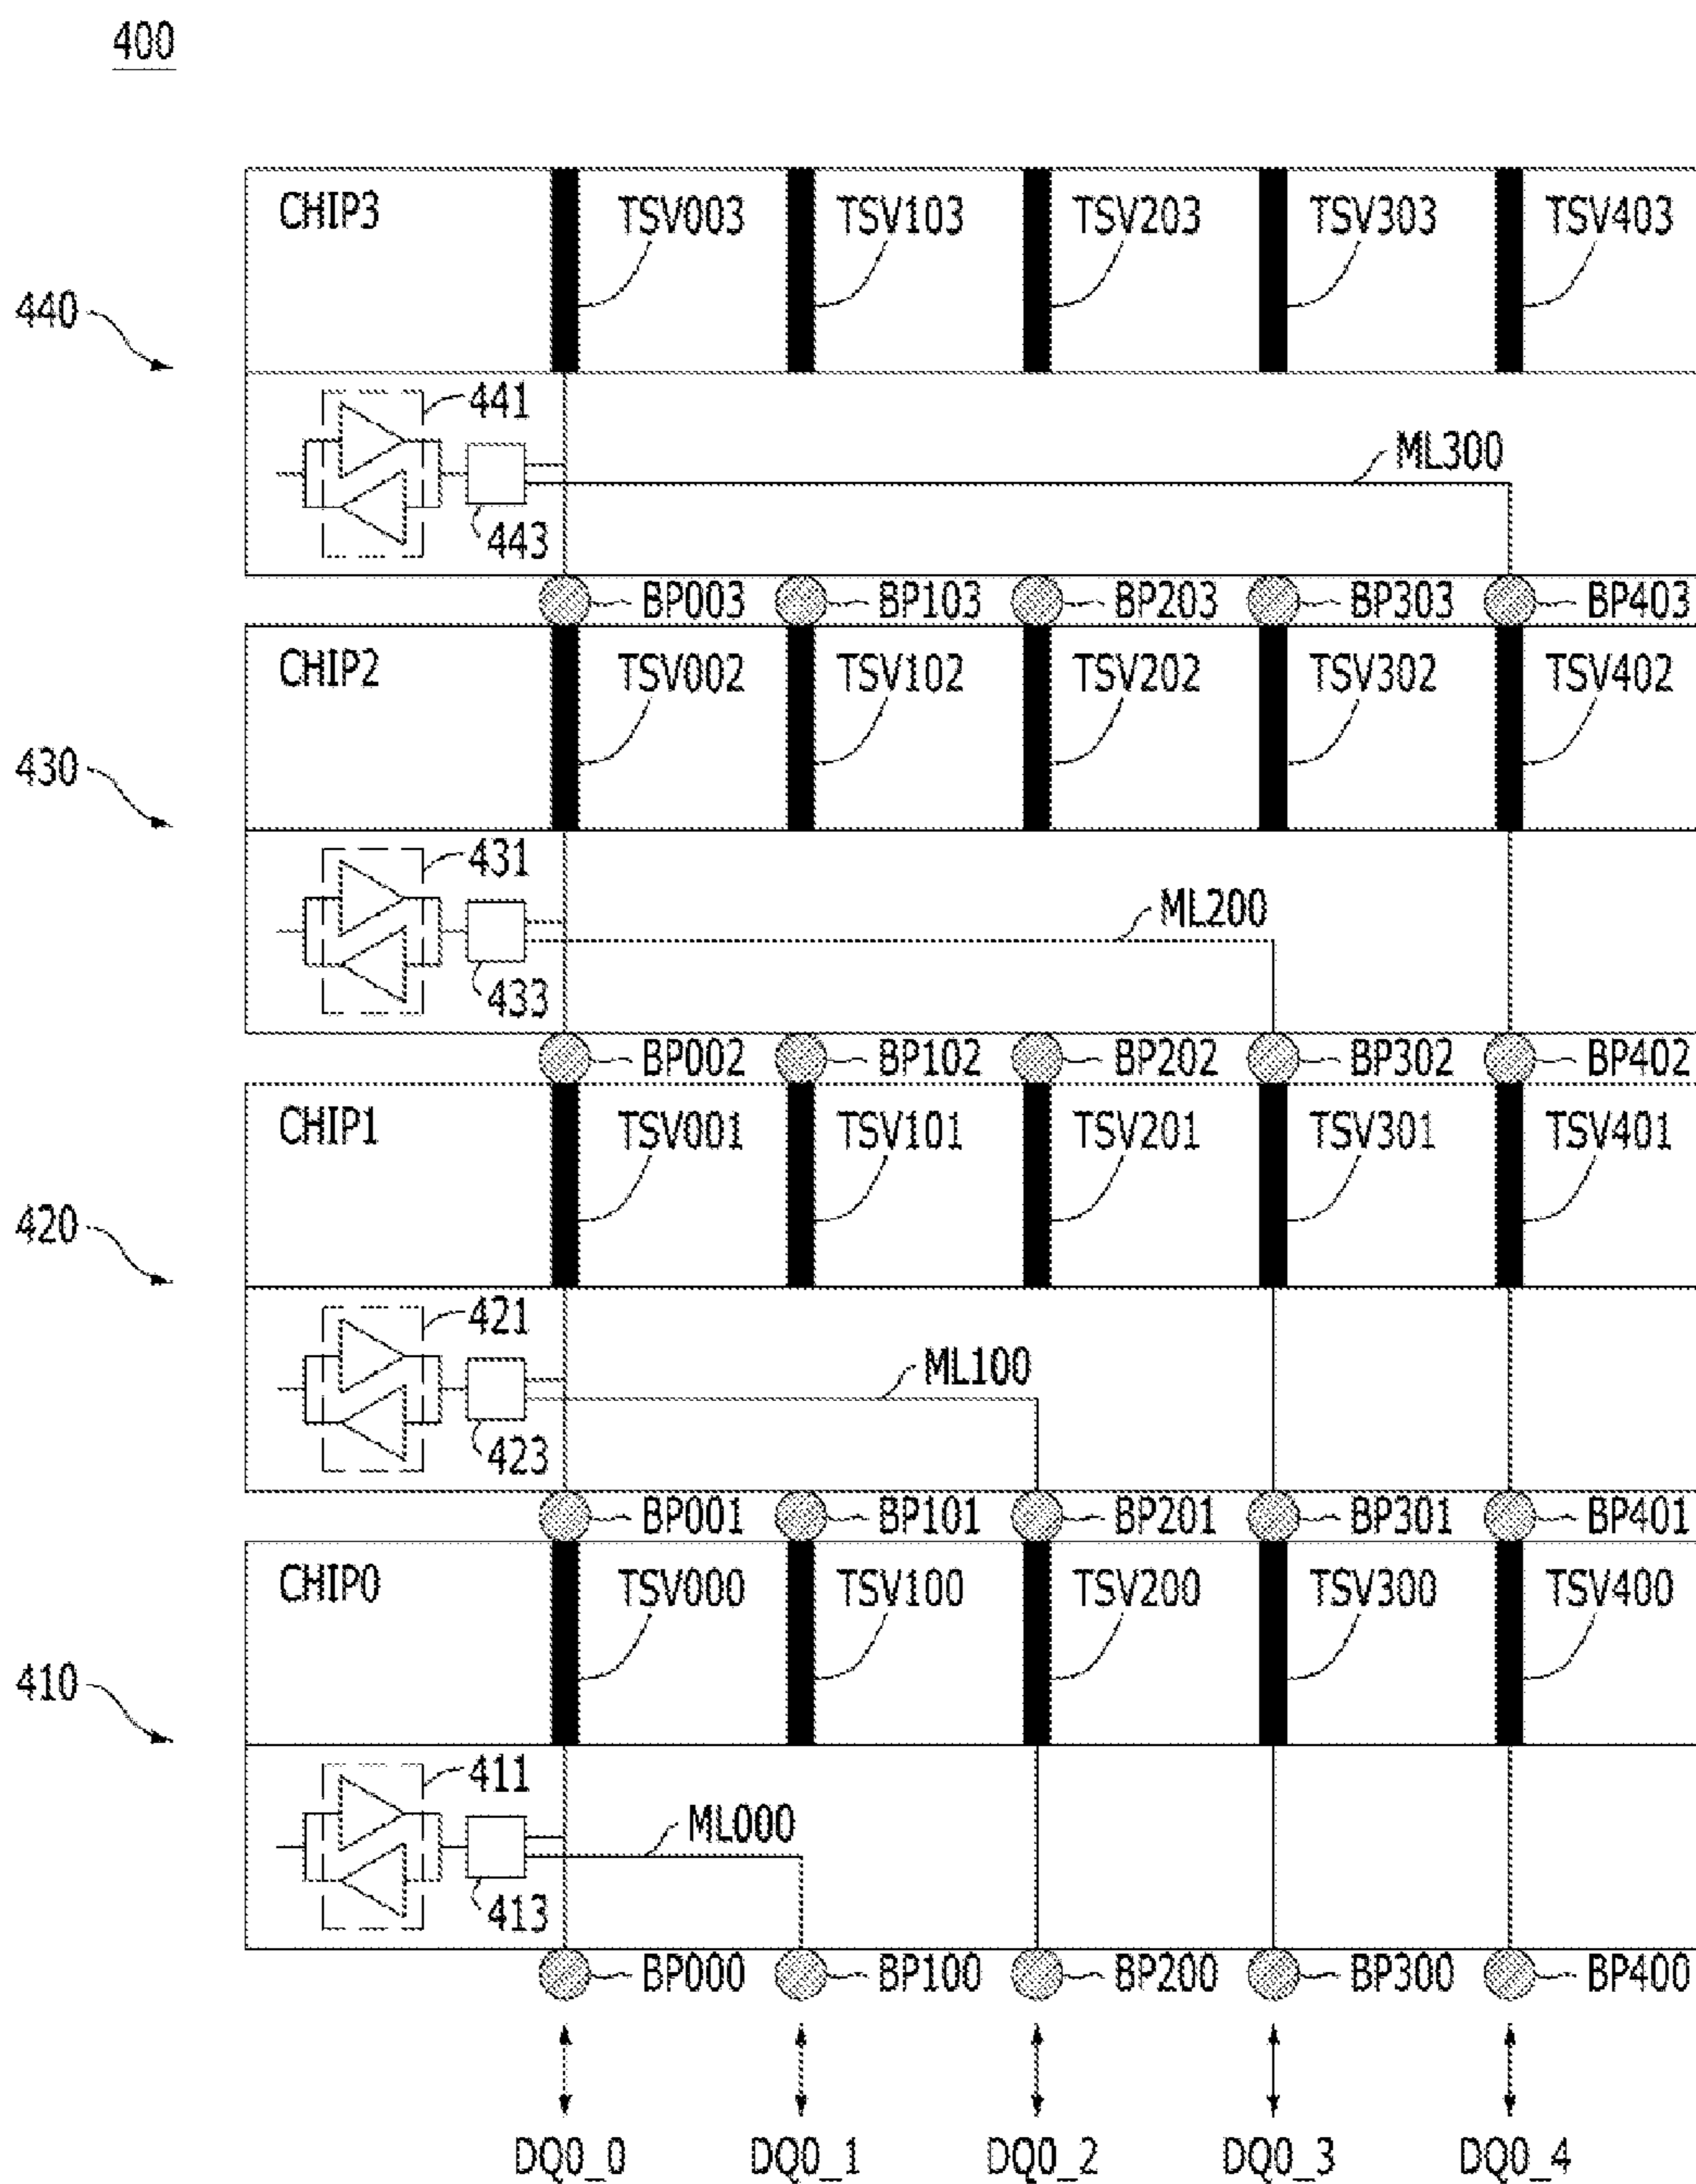 400
CHIP3 TSV003 TSV103 TSV203 TSV303 TSV403
440
441
ML300
443
BP003 BP103 BP203 BP303 BP403
CHIP2 TSV002 TSV102 TSV202 TSV302 TSV402
430
431
ML200
433
BP002 BP102 BP202 BP302 BP402
CHIP1 TSV001 TSV101 TSV201 TSV301 TSV401
420
421
ML100
423
BP001 BP101 BP201 BP301 BP401
CHIP0 TSV000 TSV100 TSV200 TSV300 TSV400
410
411
ML000
413
BP000 BP100 BP200 BP300 BP400
DQ0_0 DQ0_1 DQ0_2 DQ0_3 DQ0_4